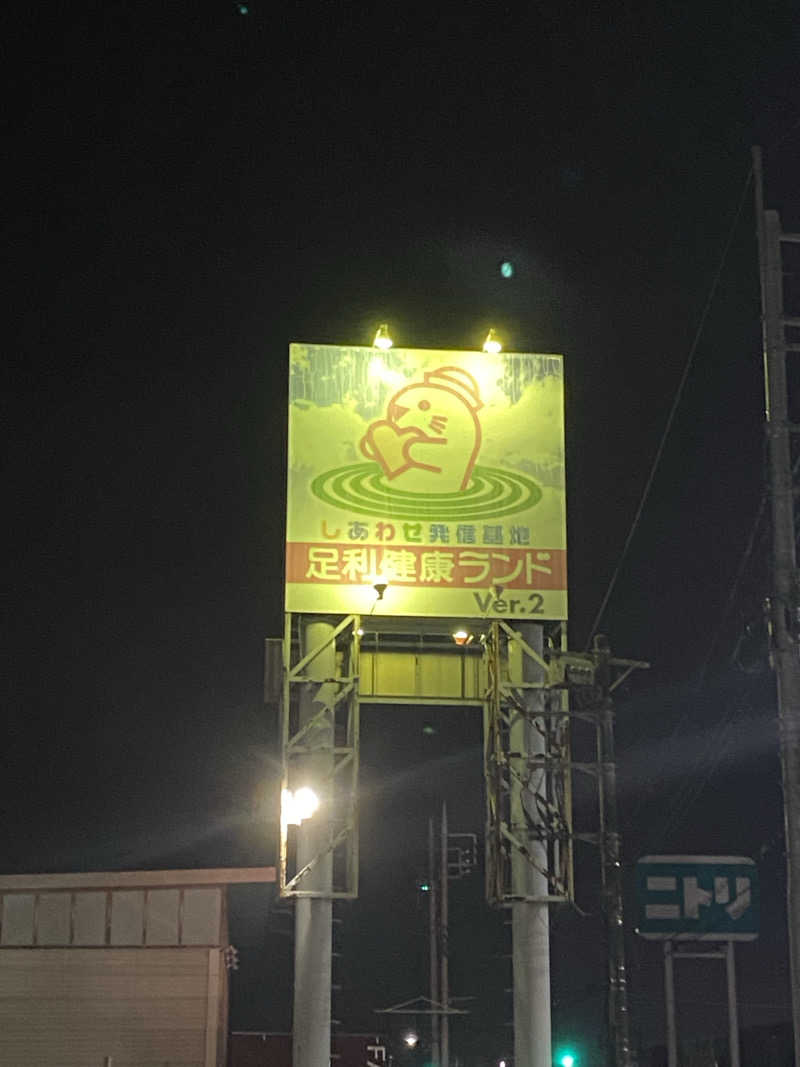 しあわせ発信基地
足利健康ランド
Ver.2
ニトリ